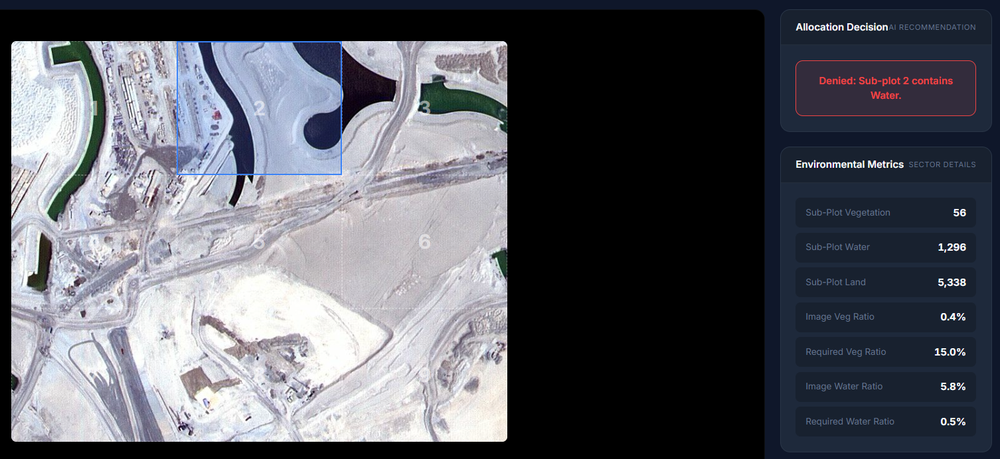 1
2
3
5
6
9
Allocation Decision AI RECOMMENDATION
Denied: Sub-plot 2 contains
Water.
Environmental Metrics SECTOR DETAILS
Sub-Plot Vegetation 56
Sub-Plot Water 1,296
Sub-Plot Land 5,338
Image Veg Ratio 0.4%
Required Veg Ratio 15.0%
Image Water Ratio 5.8%
Required Water Ratio 0.5%